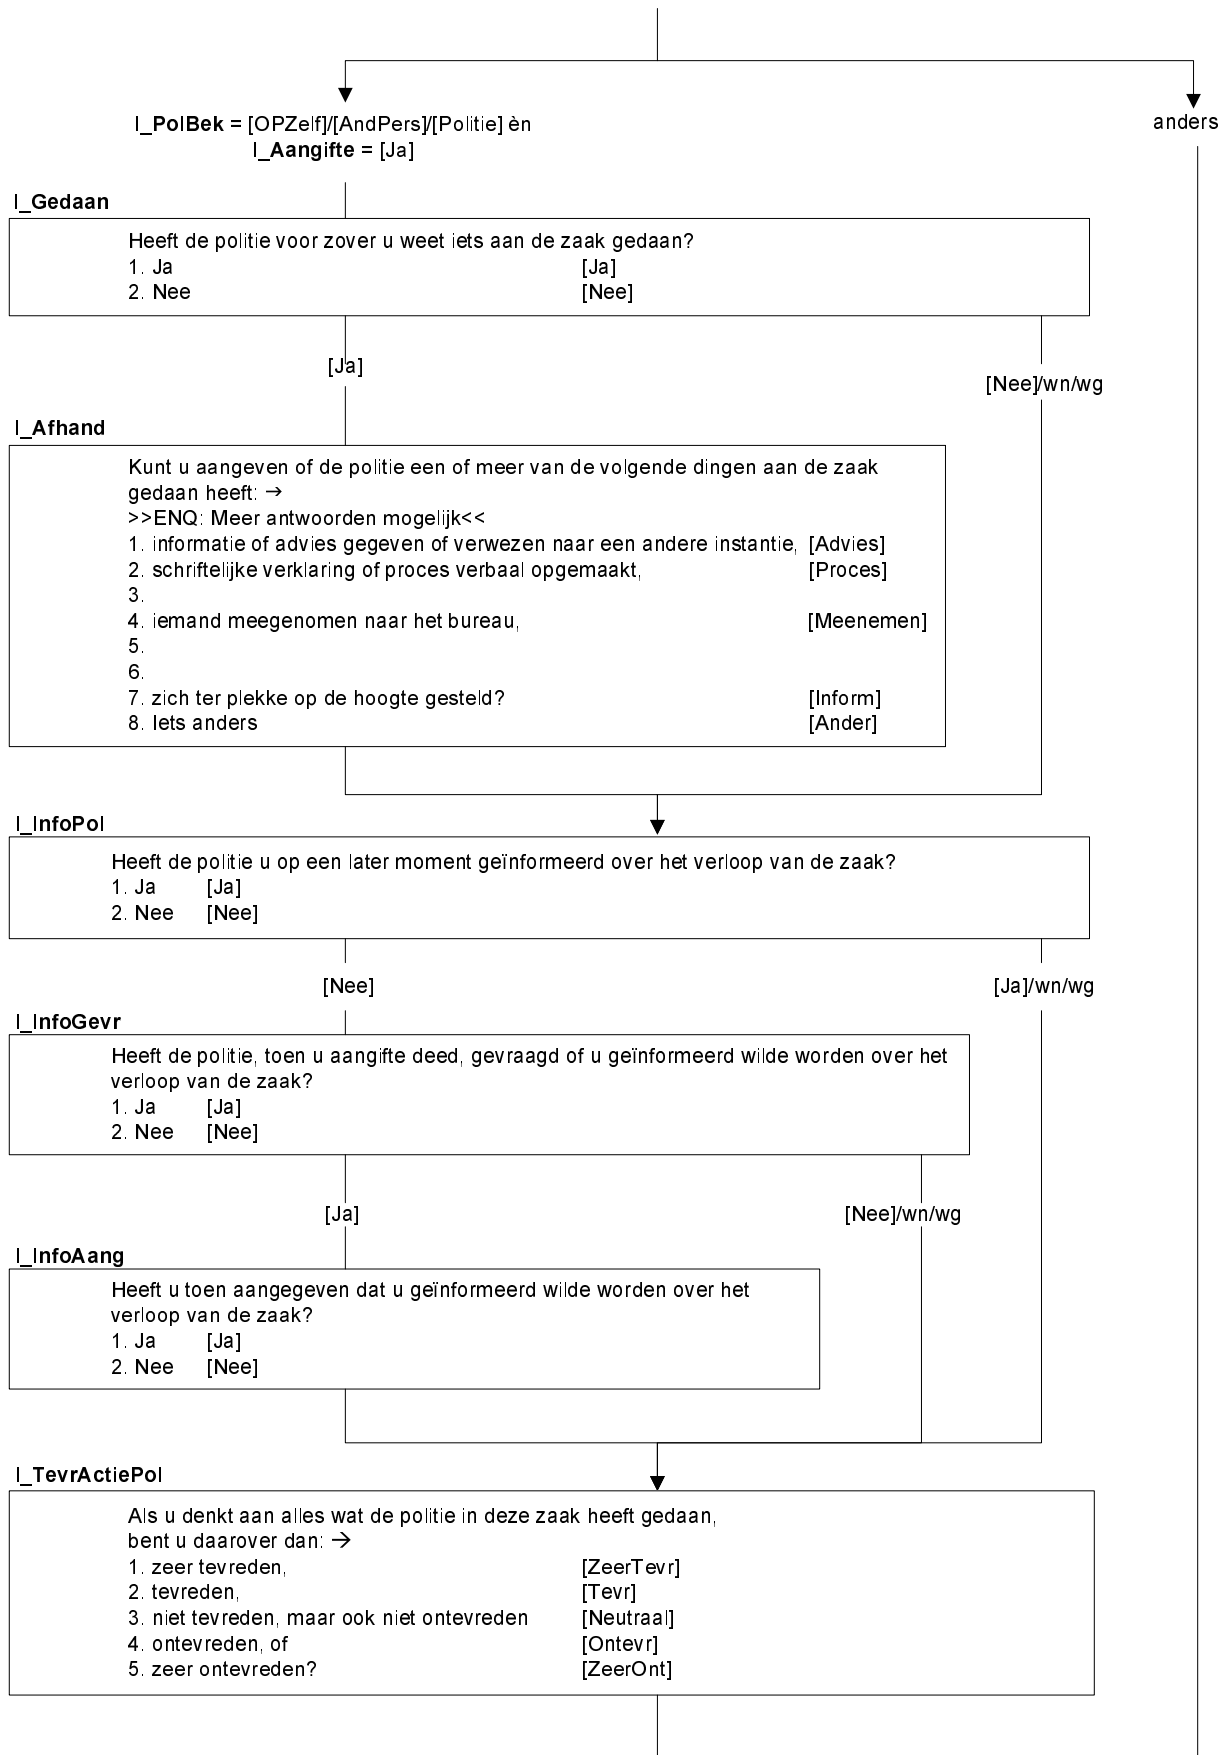 I_PolBek = [OPZelf]/[AndPers]/[Politie] èn
I_Aangifte = [Ja]
anders
I_Gedaan
Heeft de politie voor zover u weet iets aan de zaak gedaan?
1. Ja [Ja]
2. Nee [Nee]
[Ja]
[Nee]/wn/wg
I_Afhand
Kunt u aangeven of de politie een of meer van de volgende dingen aan de zaak
gedaan heeft: →
>>ENQ: Meer antwoorden mogelijk<<
1. informatie of advies gegeven of verwezen naar een andere instantie, [Advies]
2. schriftelijke verklaring of proces verbaal opgemaakt, [Proces]
3.
4. iemand meegenomen naar het bureau, [Meenemen]
5.
6.
7. zich ter plekke op de hoogte gesteld? [Inform]
8. Iets anders [Ander]
I_InfoPol
Heeft de politie u op een later moment geïnformeerd over het verloop van de zaak?
1. Ja [Ja]
2. Nee [Nee]
[Nee] [Ja]/wn/wg
I_InfoGevr
Heeft de politie, toen u aangifte deed, gevraagd of u geïnformeerd wilde worden over het
verloop van de zaak?
1. Ja [Ja]
2. Nee [Nee]
[Ja] [Nee]/wn/wg
I_InfoAang
Heeft u toen aangegeven dat u geïnformeerd wilde worden over het
verloop van de zaak?
1. Ja [Ja]
2. Nee [Nee]
I_TevrActiePol
Als u denkt aan alles wat de politie in deze zaak heeft gedaan,
bent u daarover dan: →
1. zeer tevreden, [ZeerTevr]
2. tevreden, [Tevr]
3. niet tevreden, maar ook niet ontevreden [Neutraal]
4. ontevreden, of [Ontevr]
5. zeer ontevreden? [ZeerOnt]